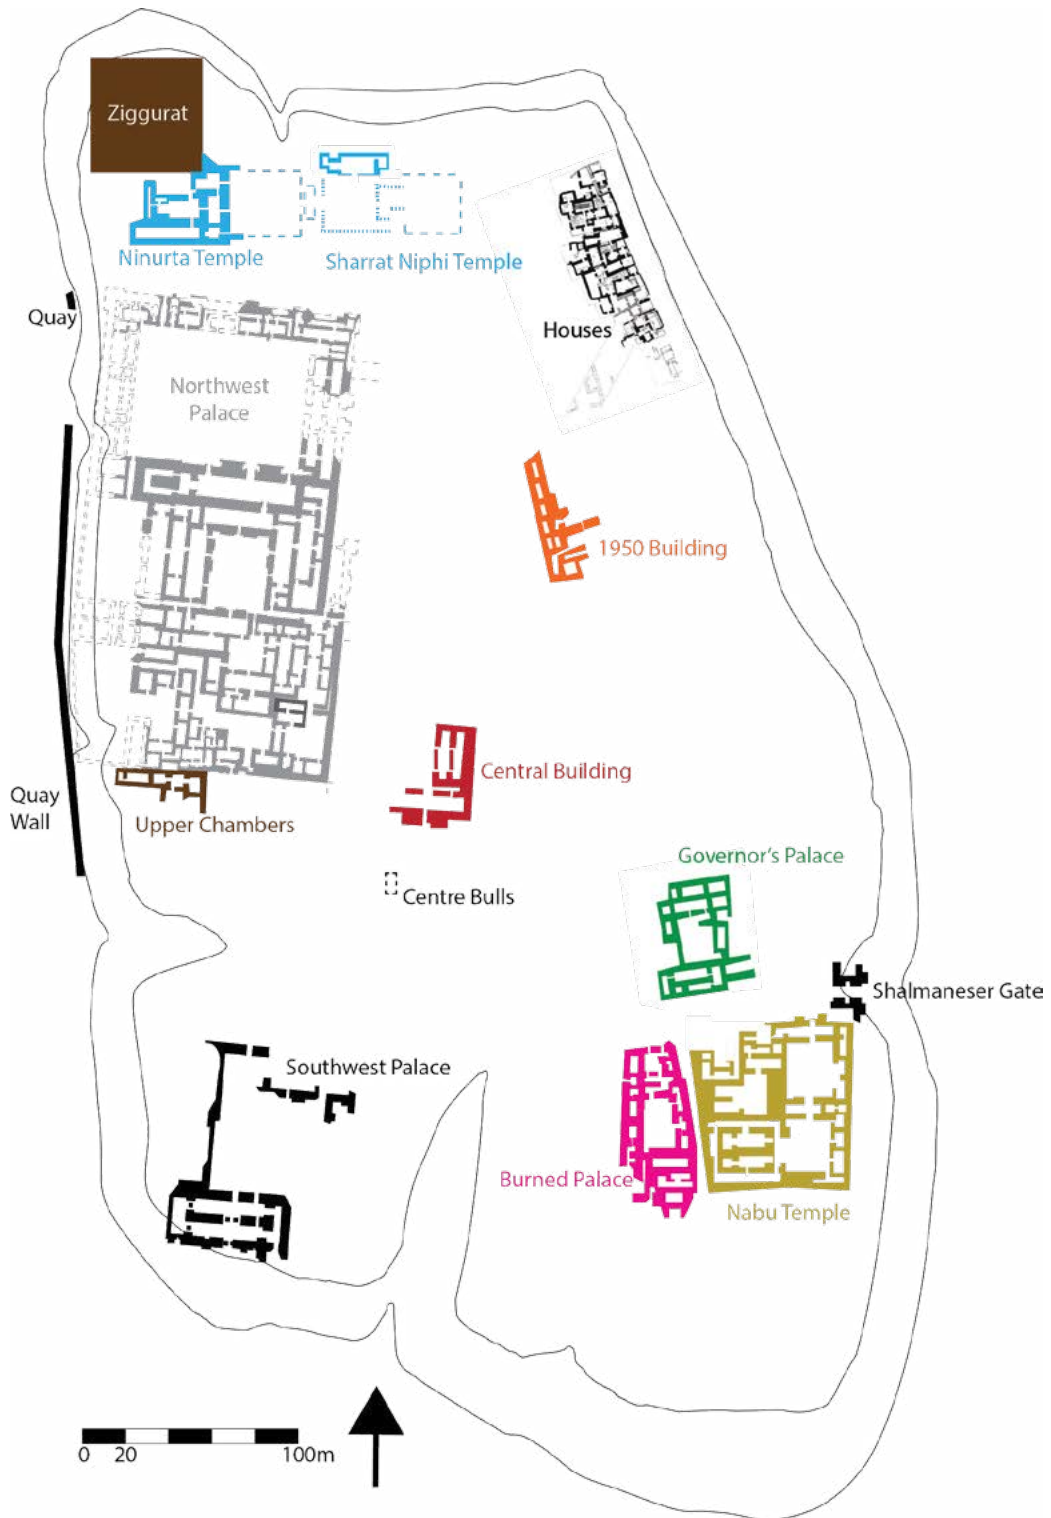 Ziggurat
Ninurta Temple
Sharrat Niphi Temple
Quay
Houses
Northwest
Palace
1950 Building
Central Building
Quay
Wall
Upper Chambers
Governor's Palace
Centre Bulls
Shalmaneser Gate
Southwest Palace
Burned Palace
Nabu Temple
0 20 100m